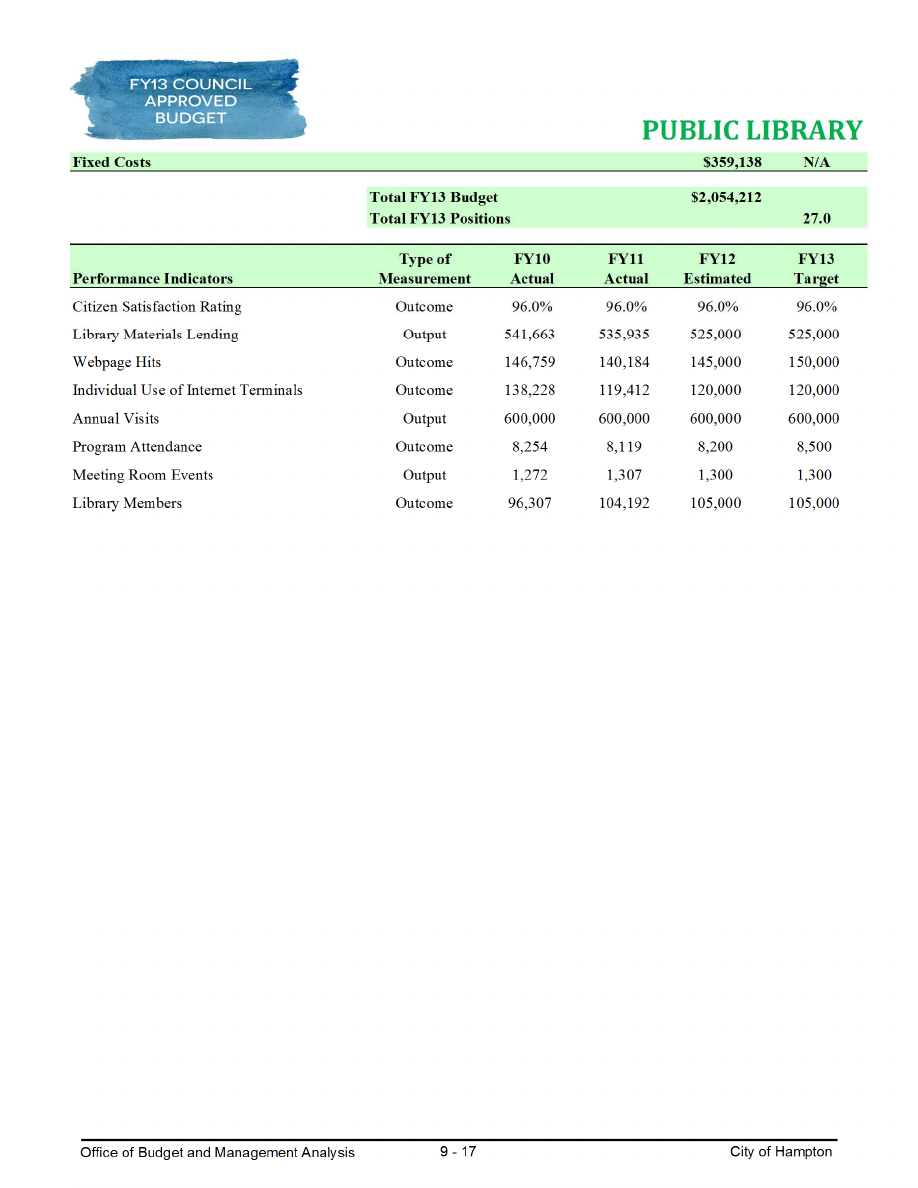 FY13 COUNCIL
APPROVED
BUDGET
PUBLIC LIBRARY
Fixed Costs $359,138 N/A
Total FY13 Budget $2,054,212
Total FY13 Positions 27.0
Type of FY10 FY11 FY12 FY13
Performance Indicators Measurement Actual Actual Estimated Target
Citizen Satisfaction Rating Outcome 96.0% 96.0% 96.0% 96.0%
Library Materials Lending Output 541,663 535,935 525,000 525,000
Webpage Hits Outcome 146,759 140,184 145,000 150,000
Individual Use of Internet Terminals Outcome 138,228 119,412 120,000 120,000
Annual Visits Output 600,000 600,000 600,000 600,000
Program Attendance Outcome 8,254 8,119 8,200 8,500
Meeting Room Events Output 1,272 1,307 1,300 1,300
Library Members Outcome 96,307 104,192 105,000 105,000
Office of Budget and Management Analysis 9 - 17 City of Hampton